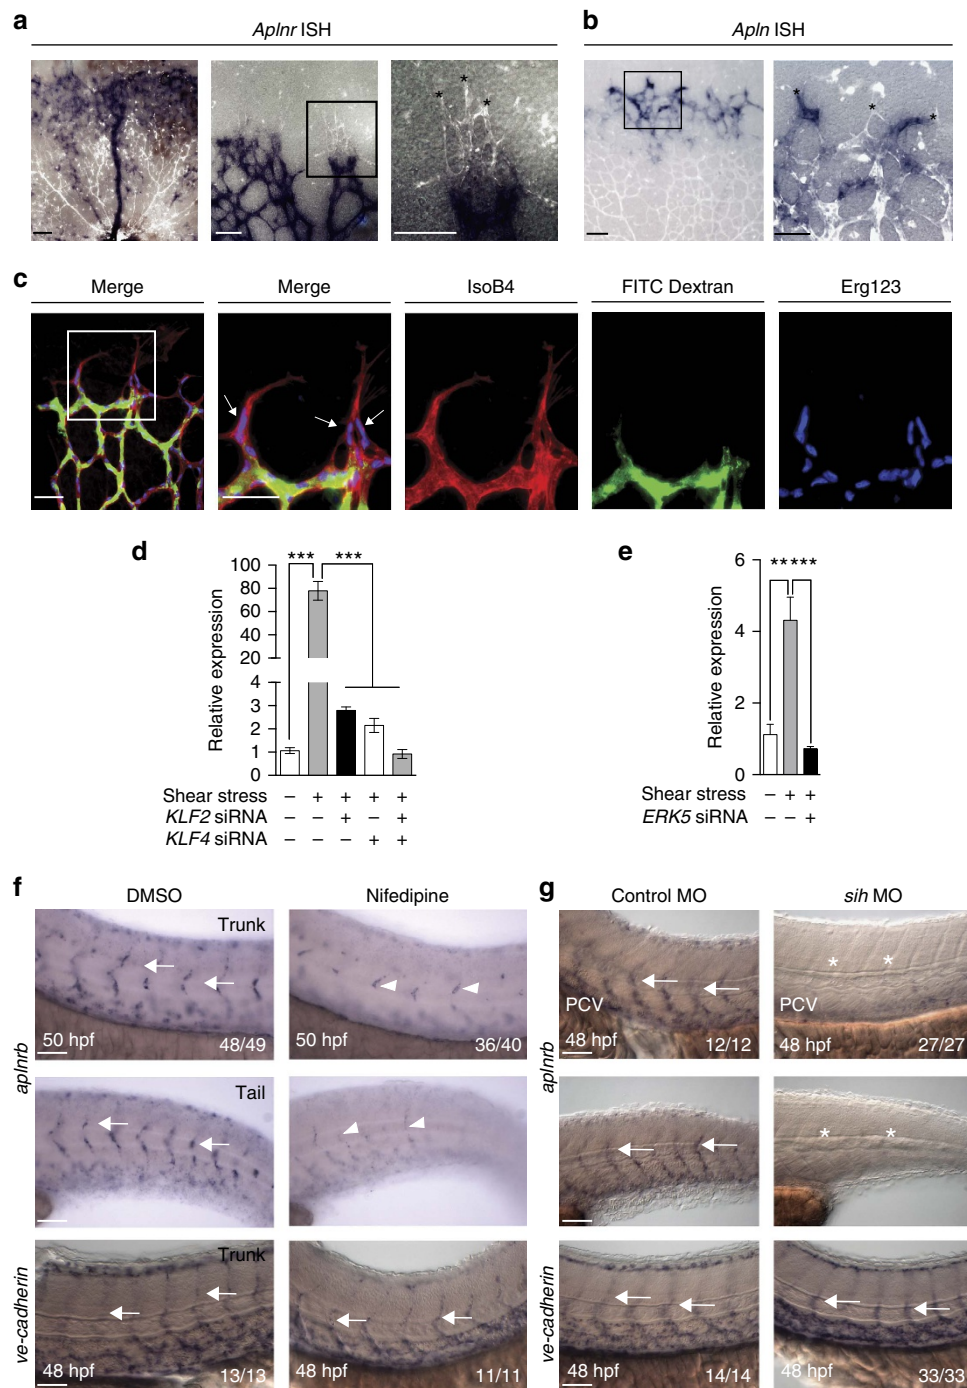 a
Aplnr ISH
* * *
b
Apln ISH
* * *
c
Merge
Merge
IsoB4
FITC Dextran
Erg123
d
*** ***
Relative expression
100
80
60
40
20
4
3
2
1
0
Shear stress – + + + +
KLF2 siRNA – – + – +
KLF4 siRNA – – – + +
e
** ***
Relative expression
6
4
2
0
Shear stress – + +
ERK5 siRNA – – +
f
DMSO
Nifedipine
aplnrb
Trunk
50 hpf
48/49
50 hpf
36/40
Tail
ve-cadherin
Trunk
48 hpf
13/13
48 hpf
11/11
g
Control MO
sih MO
aplnrb
PCV
48 hpf
12/12
* *
PCV
48 hpf
27/27
* *
ve-cadherin
48 hpf
14/14
48 hpf
33/33